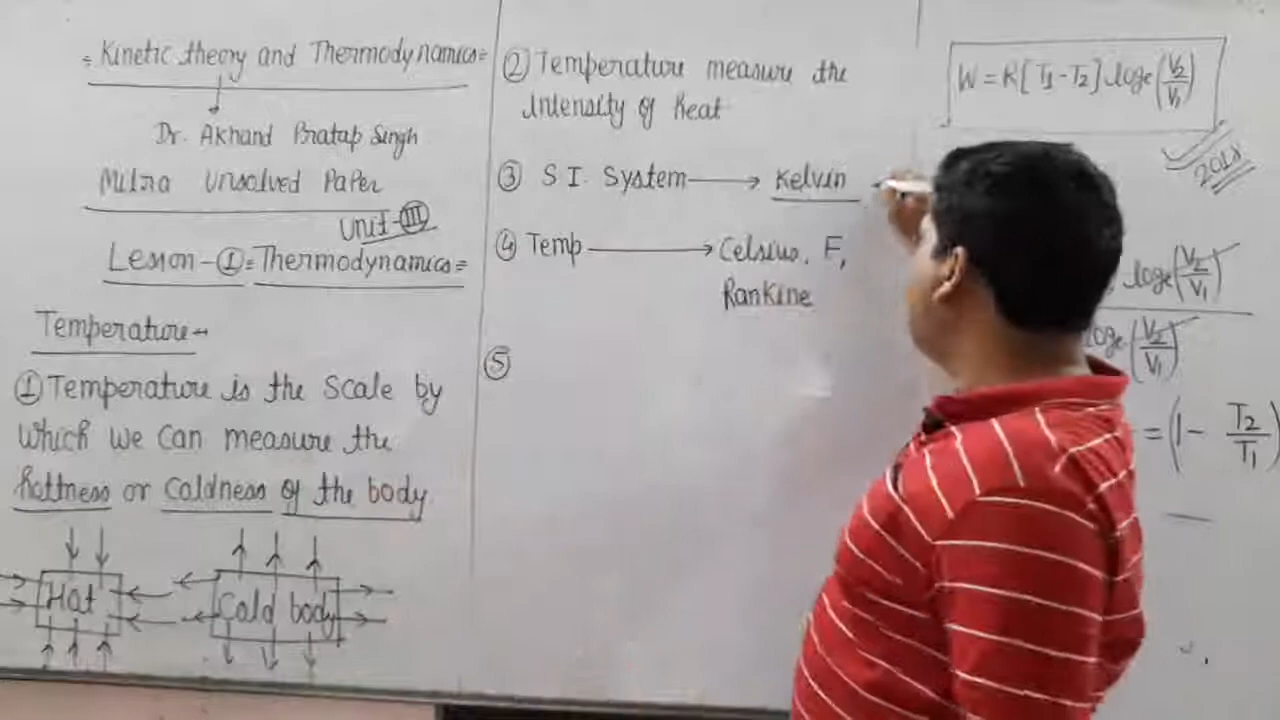 = Kinetic theory and Thermodynamics =
Dr. Akhand Pratap Singh
Unsolved Paper
Unit-III
Lesson-① = Thermodynamics =
Temperature-
① Temperature is the Scale by
which we can measure the
hottness or coldness of the body
Hot
Cold body
② Temperature measure the
intensity of heat
③ S I. System → Kelvin
④ Temp → Celsius, F,
Rankine
⑤
W = R[T₁-T₂] loge(V₂/V₁)
loge(V₂/V₁)
loge(V₂/V₁)
= (1 - T₂/T₁)